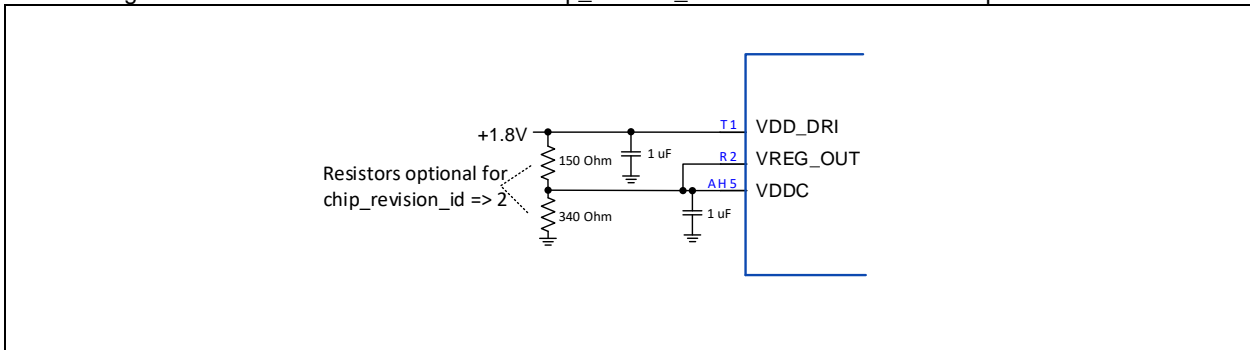 +1.8V
T1 VDD_DRI
150 Ohm
1 uF
R2 VREG_OUT
Resistors optional for
chip_revision_id => 2
AH5 VDDC
340 Ohm
1 uF